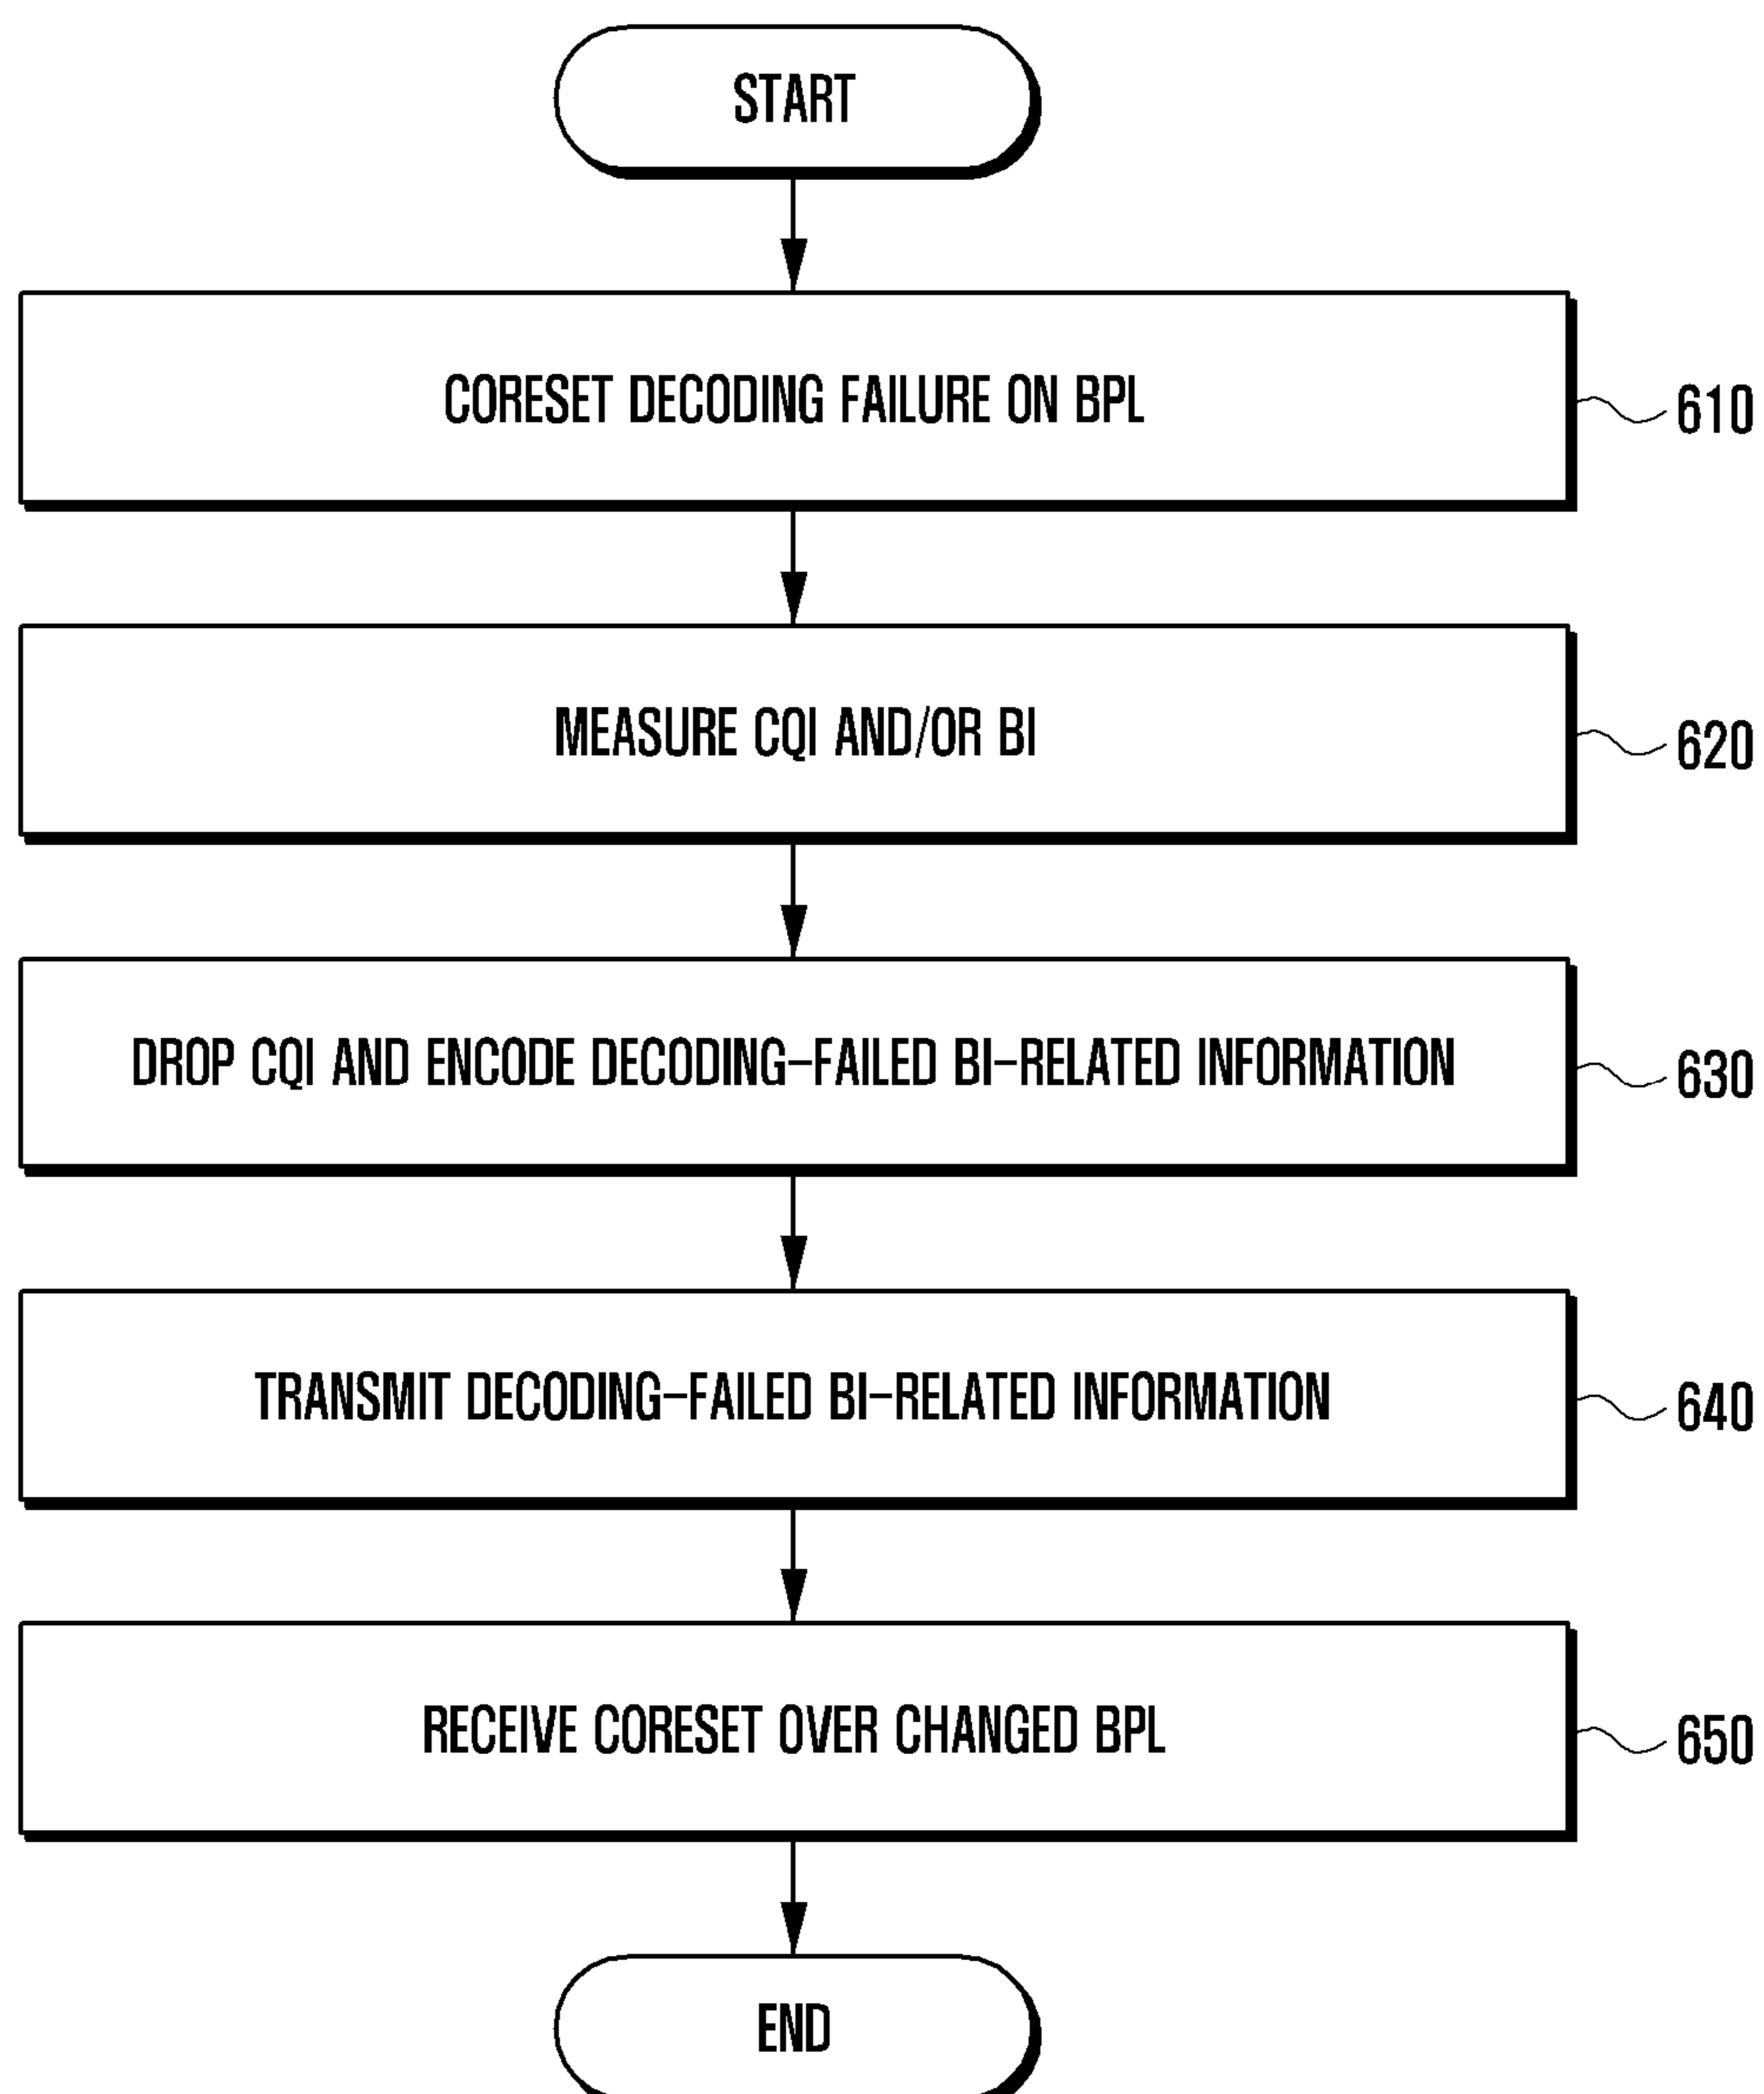 START
CORESET DECODING FAILURE ON BPL
610
MEASURE CQI AND/OR BI
620
DROP CQI AND ENCODE DECODING-FAILED BI-RELATED INFORMATION
630
TRANSMIT DECODING-FAILED BI-RELATED INFORMATION
640
RECEIVE CORESET OVER CHANGED BPL
650
END